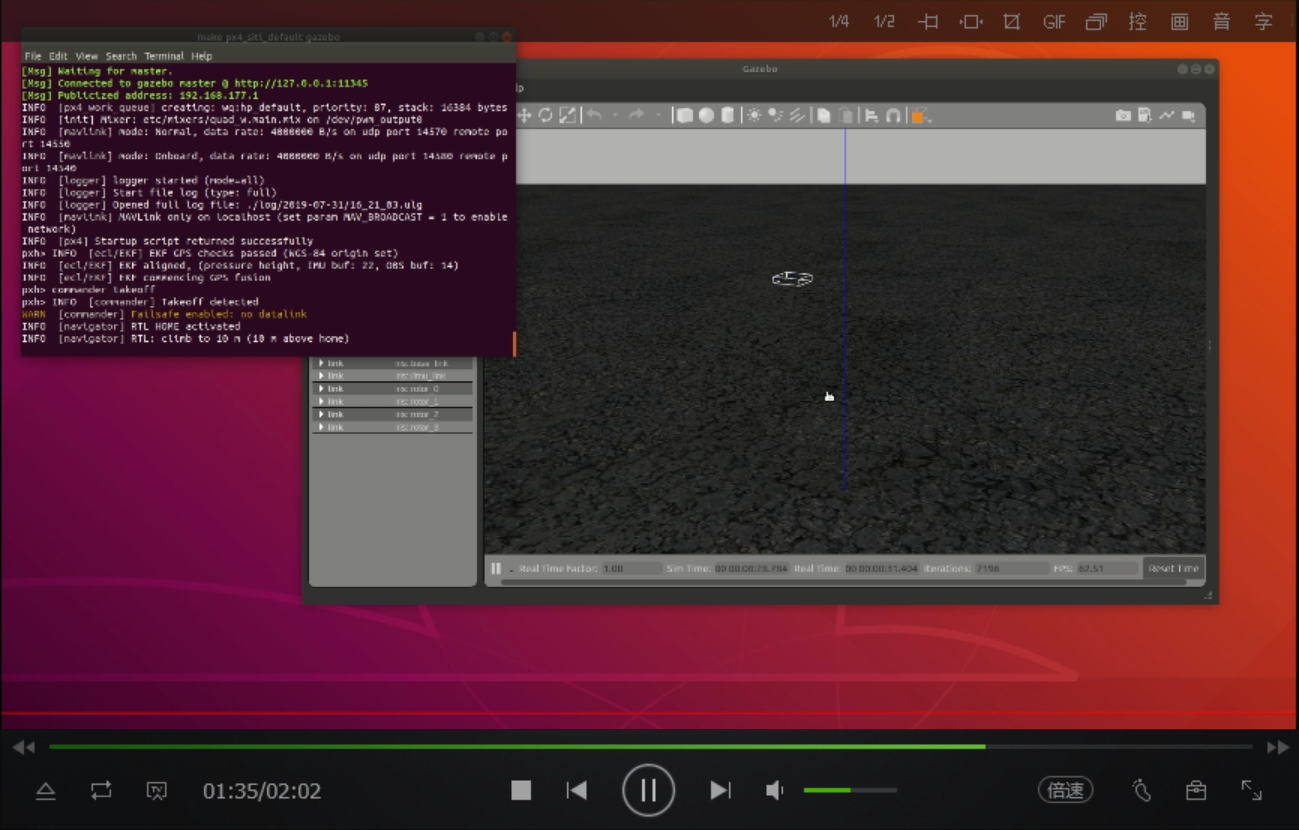 1/4 1/2 GIF 控 画 音 字
make px4_sitl_default gazebo
File Edit View Search Terminal Help
[Msg] Waiting for master.
[Msg] Connected to gazebo master @ http://127.0.0.1:11345
[Msg] Publicized address: 192.168.177.1
INFO [px4 work_queue] creating: wq:hp default, priority: 87, stack: 16384 bytes
INFO [init] Mixer: etc/mixers/quad_w.main.mix on /dev/pwm_output0
INFO [mavlink] mode: Normal, data rate: 4000000 B/s on udp port 14570 remote po
rt 14550
INFO [mavlink] mode: Onboard, data rate: 4000000 B/s on udp port 14580 remote p
ort 14540
INFO [logger] logger started (mode=all)
INFO [logger] Start file log (type: full)
INFO [logger] Opened full log file: ./log/2019-07-31/16_21_03.ulg
INFO [mavlink] MAVLink only on localhost (set param MAV_BROADCAST = 1 to enable
network)
INFO [px4] Startup script returned successfully
pxh> INFO [ecl/EKF] EKF GPS checks passed (WGS-84 origin set)
INFO [ecl/EKF] EKF aligned, (pressure height, IMU buf: 22, OBS buf: 14)
INFO [ecl/EKF] EKF commencing GPS fusion
pxh> commander takeoff
pxh> INFO [commander] Takeoff detected
WARN [commander] Failsafe enabled: no datalink
INFO [navigator] RTL HOME activated
INFO [navigator] RTL: climb to 10 m (10 m above home)
Gazebo
lp
link iris::base_link
link iris::/imu_link
link iris::rotor_0
link iris::rotor_1
link iris::rotor_2
link iris::rotor_3
Real Time Factor: 1.00 Sim Time: 00 00:00:28.784 Real Time: 00 00:00:31.404 Iterations: 7196 FPS: 62.51 Reset Time
TV 01:35/02:02 倍速